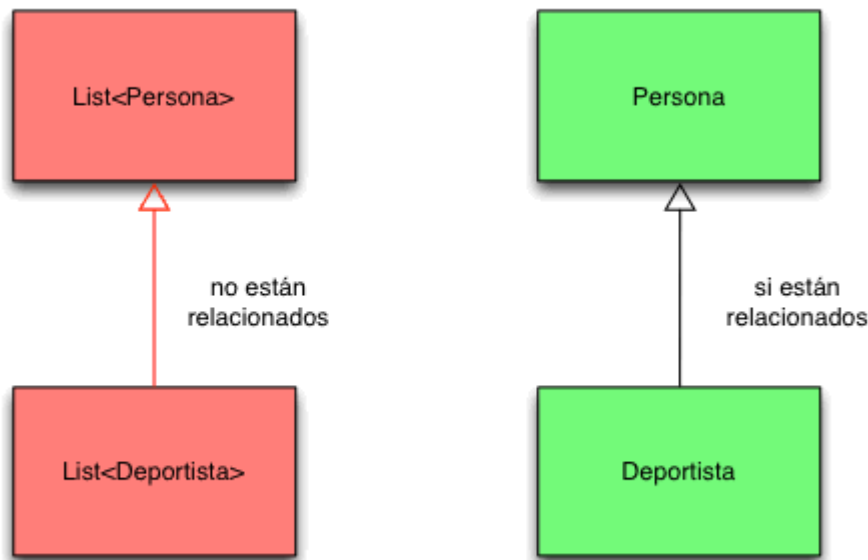 List<Persona>
Persona
no están
relacionados
si están
relacionados
List<Deportista>
Deportista